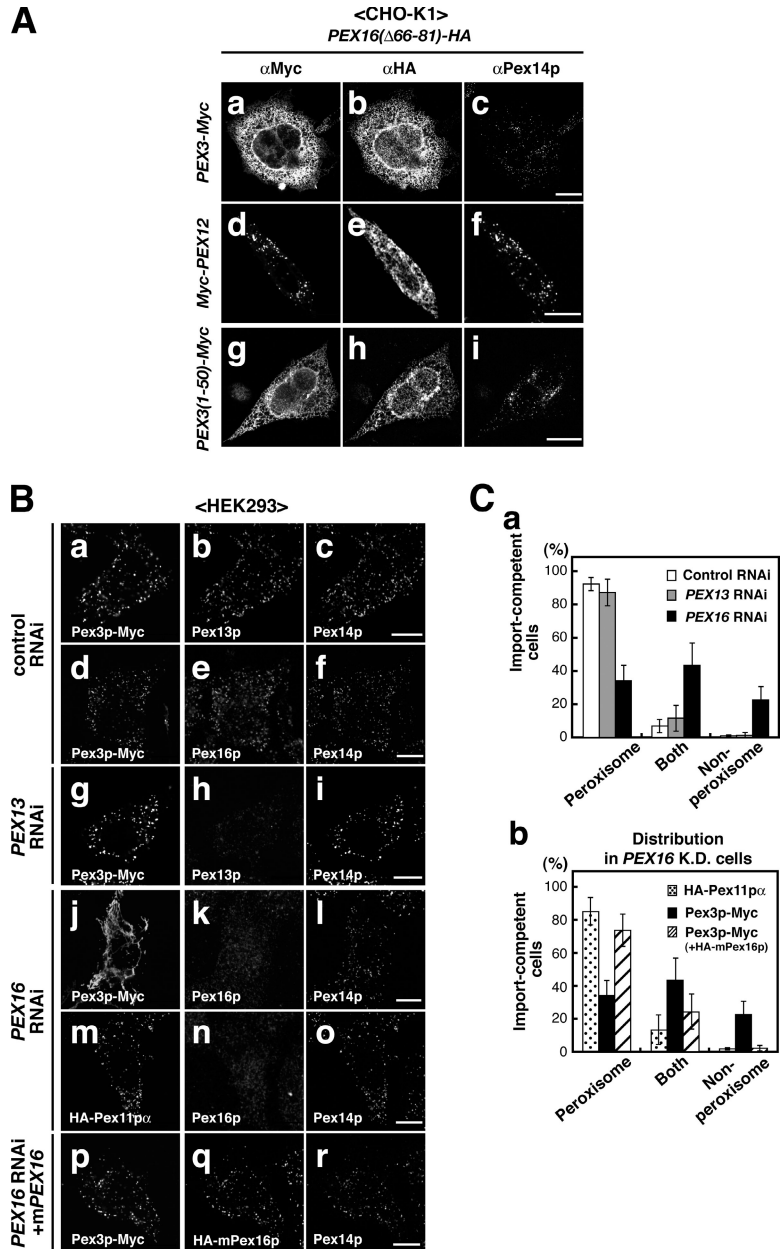 A
<CHO-K1>
PEX16(Δ66-81)-HA
αMyc αHA αPex14p
PEX3-Myc
a b c
Myc-PEX12
d e f
PEX3(1-50)-Myc
g h i
B
<HEK293>
control RNAi
a b c
Pex3p-Myc Pex13p Pex14p
d e f
Pex3p-Myc Pex16p Pex14p
PEX13 RNAi
g h i
Pex3p-Myc Pex13p Pex14p
PEX16 RNAi
j k l
Pex3p-Myc Pex16p Pex14p
m n o
HA-Pex11pα Pex16p Pex14p
PEX16 RNAi +mPEX16
p q r
Pex3p-Myc HA-mPex16p Pex14p
C
a
(%)
Import-competent cells
100
80
60
40
20
0
Control RNAi
PEX13 RNAi
PEX16 RNAi
Peroxisome Both Non-peroxisome
b
Distribution
in PEX16 K.D. cells
(%)
Import-competent cells
100
80
60
40
20
0
HA-Pex11pα
Pex3p-Myc
Pex3p-Myc
(+HA-mPex16p)
Peroxisome Both Non-peroxisome